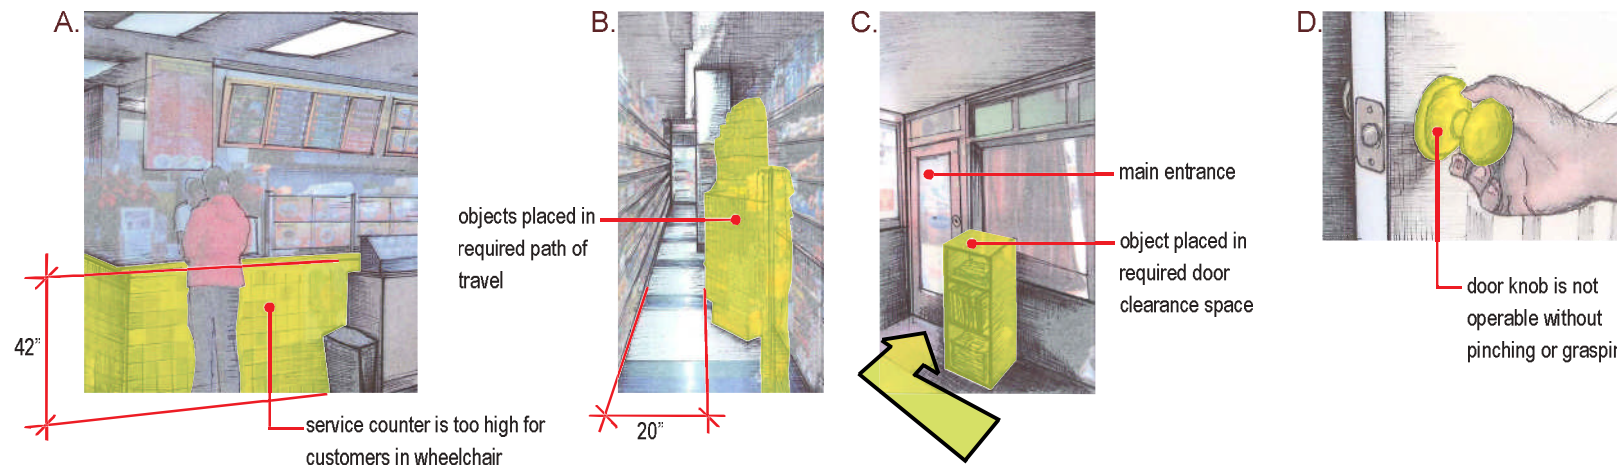 A.
42”
service counter is too high for
customers in wheelchair
B.
objects placed in
required path of
travel
20”
C.
main entrance
object placed in
required door
clearance space
D.
door knob is not
operable without
pinching or graspin